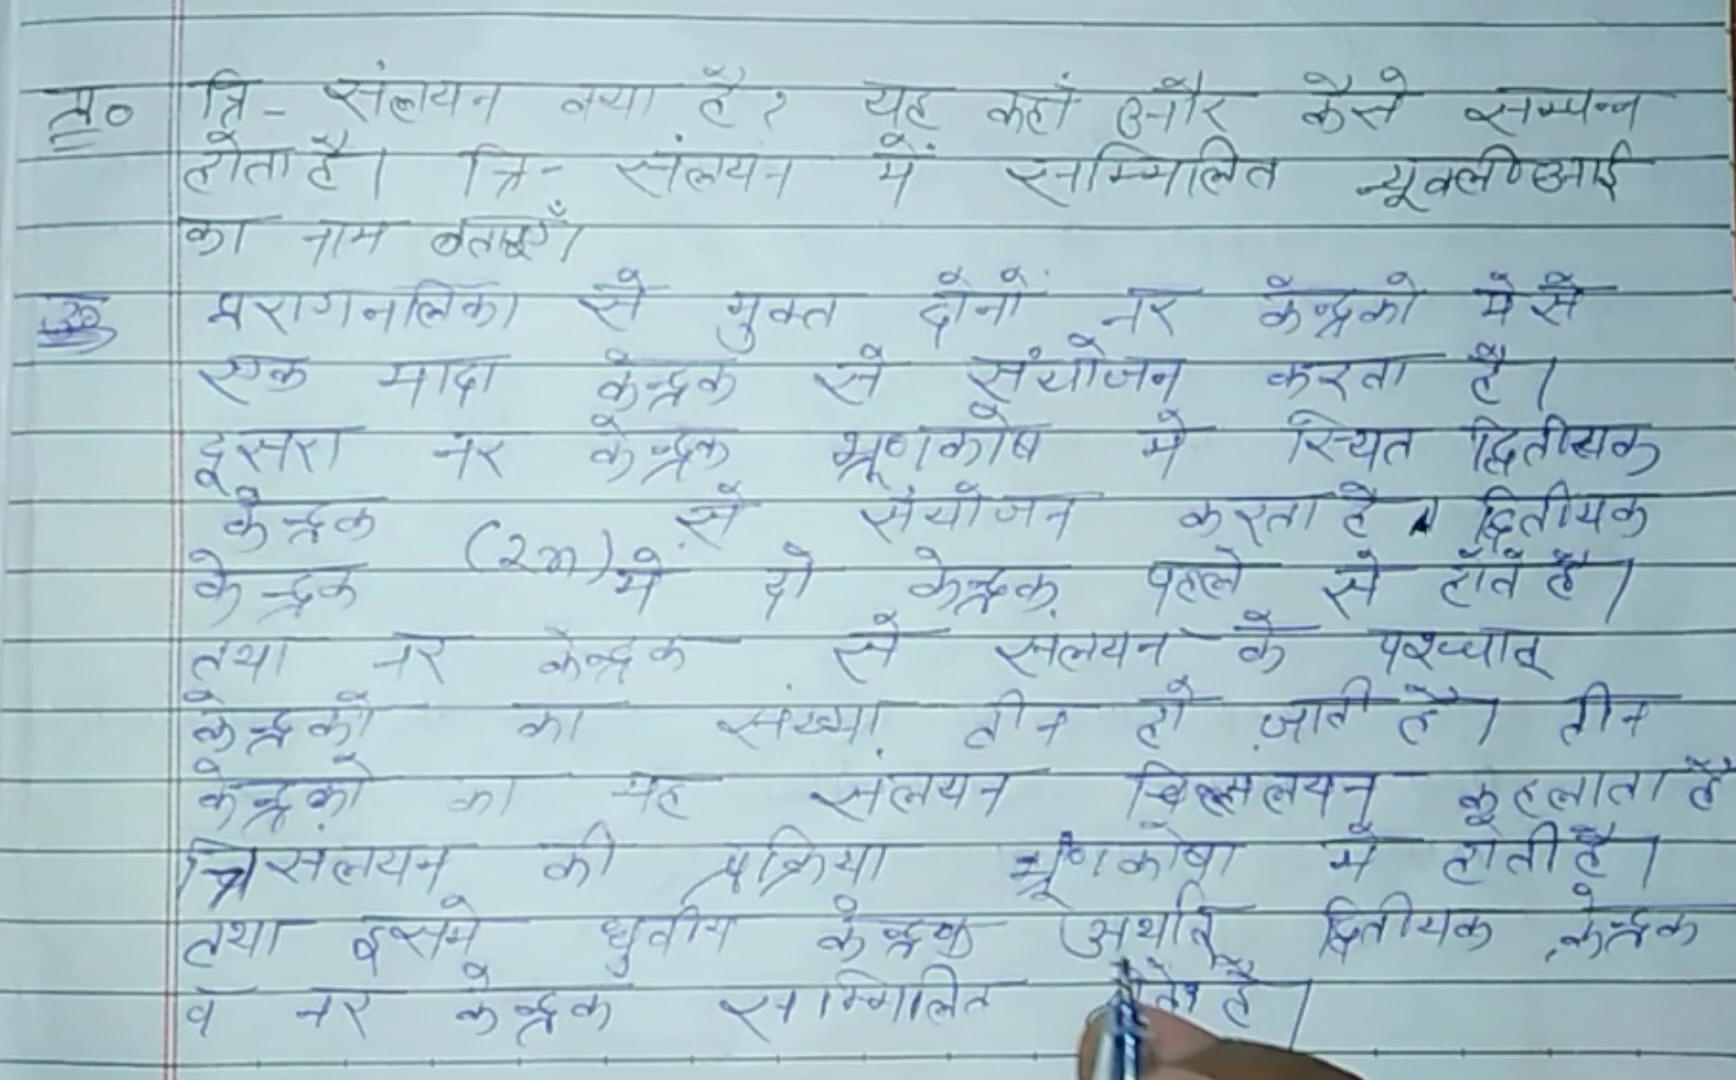 प्र० त्रि- संलयन क्या है? यह कहाँ और कैसे सम्पन्न
होता है। त्रि- संलयन में सम्मिलित न्यूक्लीआई
का नाम बताइएँ।
उ० परागनलिका से मुक्त दोनों नर केन्द्रको मे से
एक मादा केन्द्रक से संयोजन करता है।
दूसरा नर केन्द्रक भ्रूणकोष मे स्थित द्वितीयक
केन्द्रक से संयोजन करता है। द्वितीयक
केन्द्रक (2n) मे दो केन्द्रक पहले से होते है।
तथा नर केन्द्रक से संलयन के पश्चात्
केन्द्रको का संख्या तीन हो जाती है। तीन
केन्द्रको का यह संलयन त्रिसंलयन कहलाता है
त्रिसंलयन की प्रक्रिया भ्रूणकोषा मे होती है।
तथा इसमे ध्रुवीय केन्द्रक अर्थात् द्वितीयक केन्द्रक
व नर केन्द्रक सम्मिलित होते है।